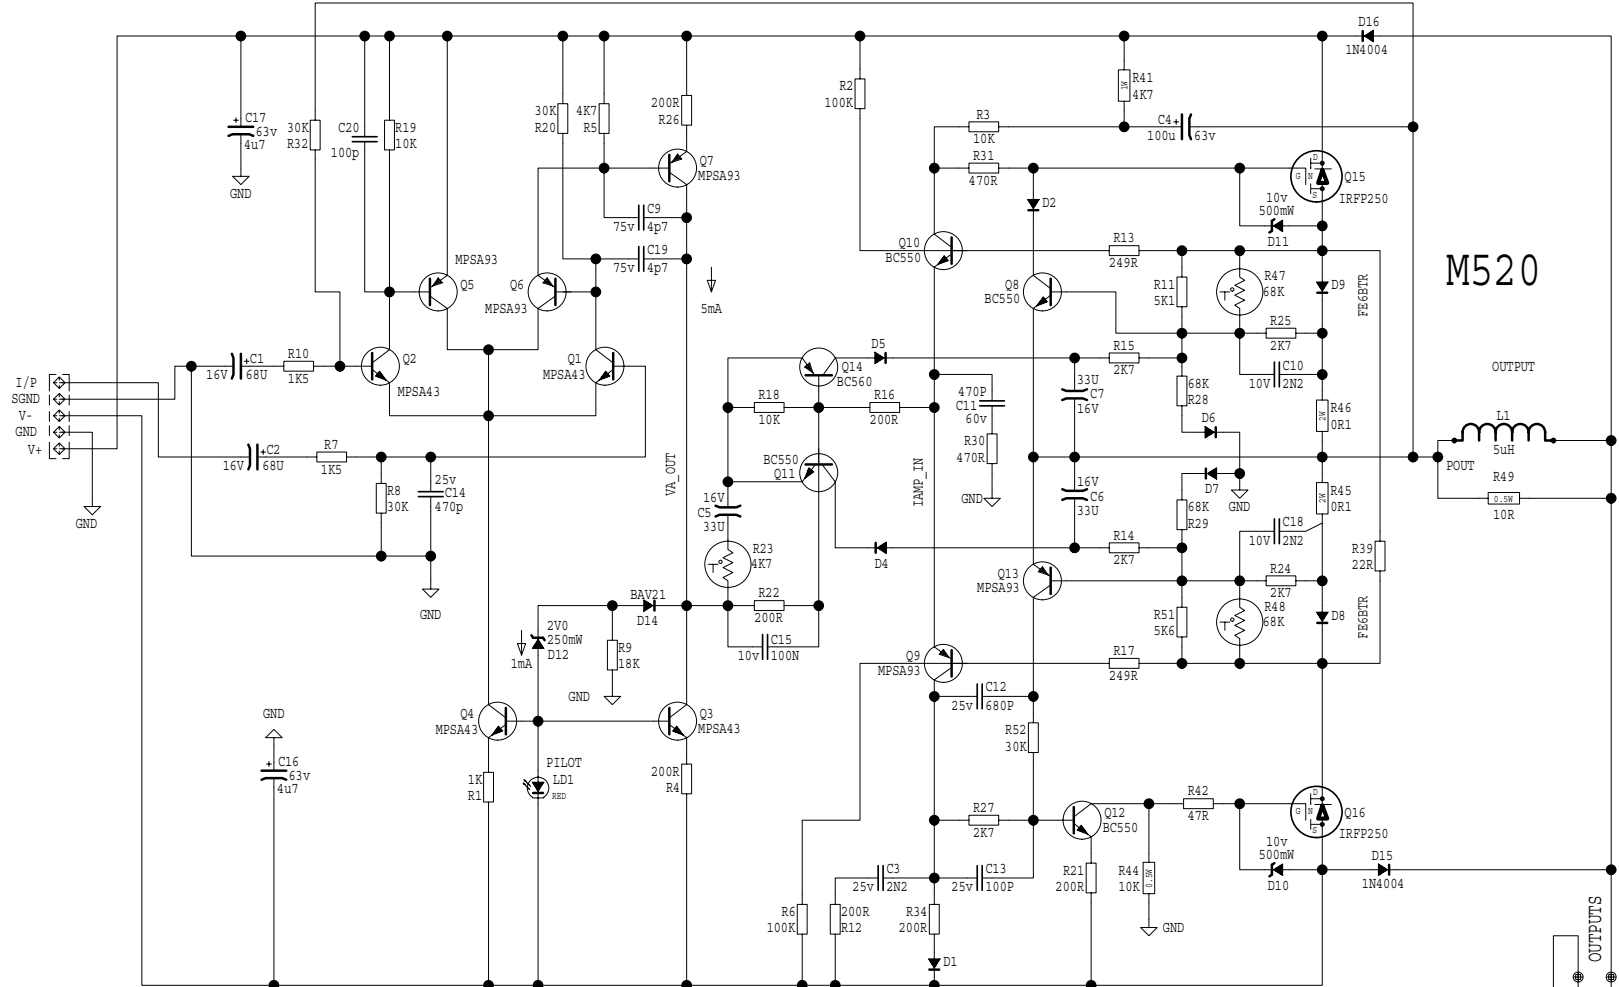 D16
1N4004
C17
63v
4u7
GND
30K
R32
C20
100p
R19
10K
30K
R20
4K7
R5
200R
R26
Q7
MPSA93
R2
100K
R41
1W
4K7
R3
10K
C4
100u
63v
R31
470R
D2
D
G
N
S
Q15
IRFP250
10v
500mW
D11
C9
75v
4p7
C19
75v
4p7
5mA
MPSA93
Q5
Q6
MPSA93
Q10
BC550
R13
249R
Q8
BC550
R11
5K1
T°
R47
68K
D9
FE6BTR
R25
2K7
M520
I/P
SGND
V-
GND
V+
GND
16V
C1
68U
R10
1K5
Q2
MPSA43
Q1
MPSA43
16V
C2
68U
R7
1K5
R8
30K
25v
C14
470p
GND
VA_OUT
Q14
BC560
D5
R18
10K
R16
200R
BC550
Q11
16V
C5
33U
T°
R23
4K7
R22
200R
C15
10v
100N
IAMP_IN
470P
C11
60v
R30
470R
GND
33U
C7
16V
16V
C6
33U
R15
2K7
68K
R28
D6
D7
GND
68K
R29
C10
10V
2N2
R46
2W
0R1
R45
2W
0R1
C18
10V
2N2
OUTPUT
L1
5uH
POUT
R49
0.5W
10R
D4
R14
2K7
R24
2K7
R39
22R
Q13
MPSA93
R51
5K6
T°
R48
68K
D8
FE6BTR
BAV21
D14
2V0
250mW
D12
1mA
R9
18K
GND
Q9
MPSA93
R17
249R
C12
25v
680P
R52
30K
GND
C16
63v
4u7
Q4
MPSA43
Q3
MPSA43
1K
R1
PILOT
LD1
RED
200R
R4
R27
2K7
Q12
BC550
R42
47R
D
G
N
S
Q16
IRFP250
10v
500mW
D10
D15
1N4004
C3
25v
2N2
C13
25v
100P
R21
200R
R44
10K
0.5W
GND
R6
100K
200R
R12
R34
200R
D1
OUTPUTS